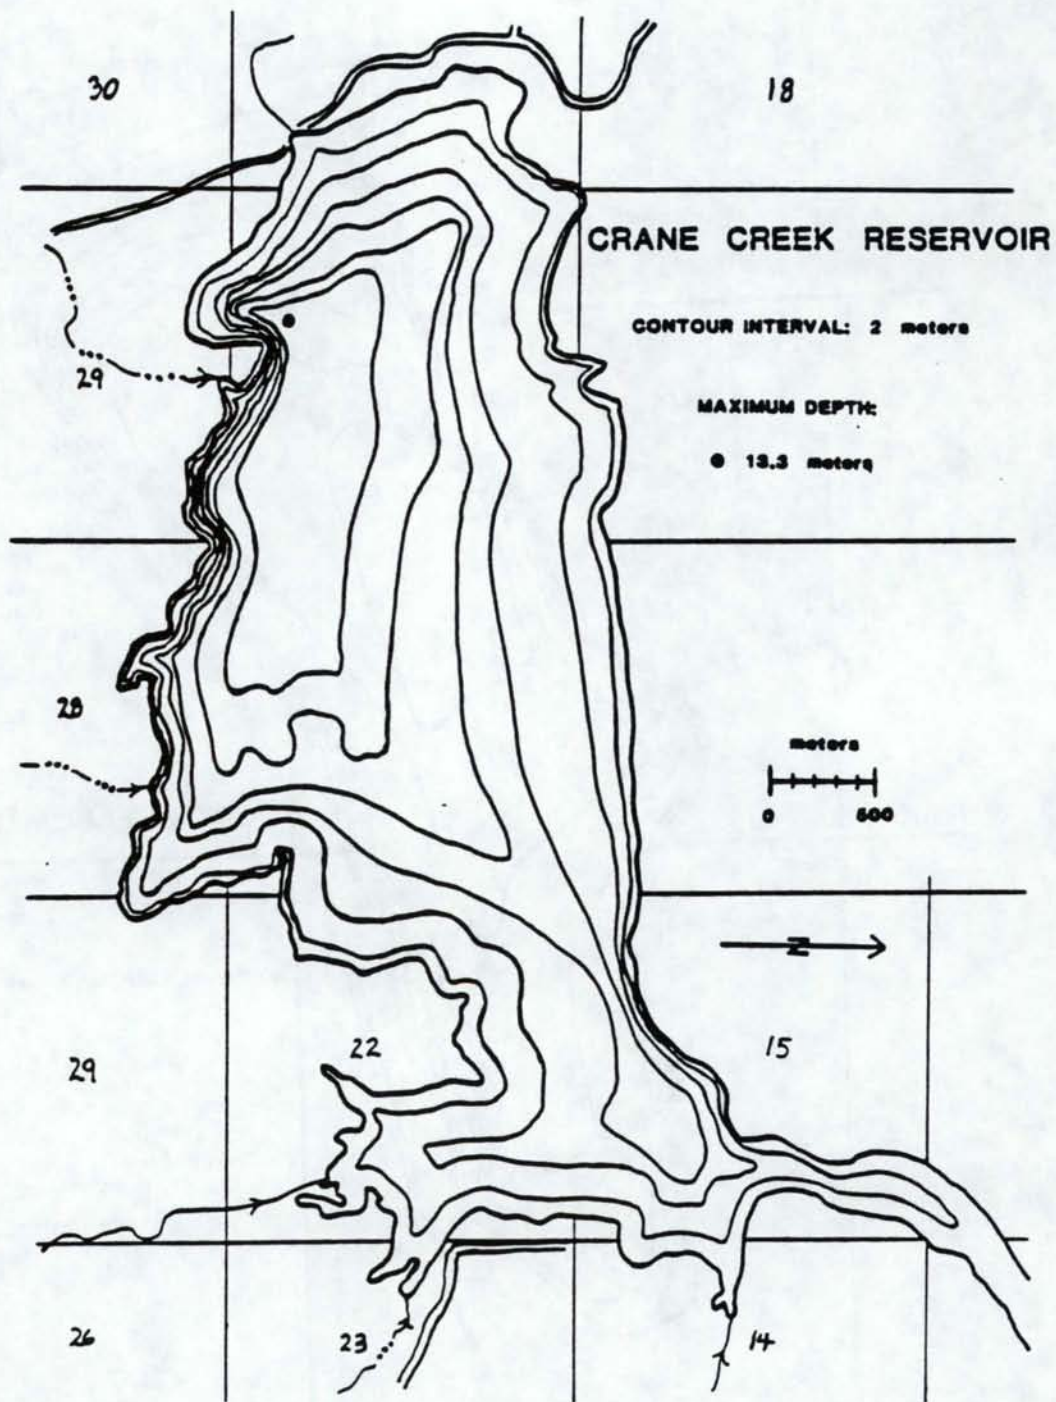 30
18
CRANE CREEK RESERVOIR
CONTOUR INTERVAL: 2 meters
MAXIMUM DEPTH:
13.3 meters
29
28
meters
0 500
N
22
15
29
26
23
14